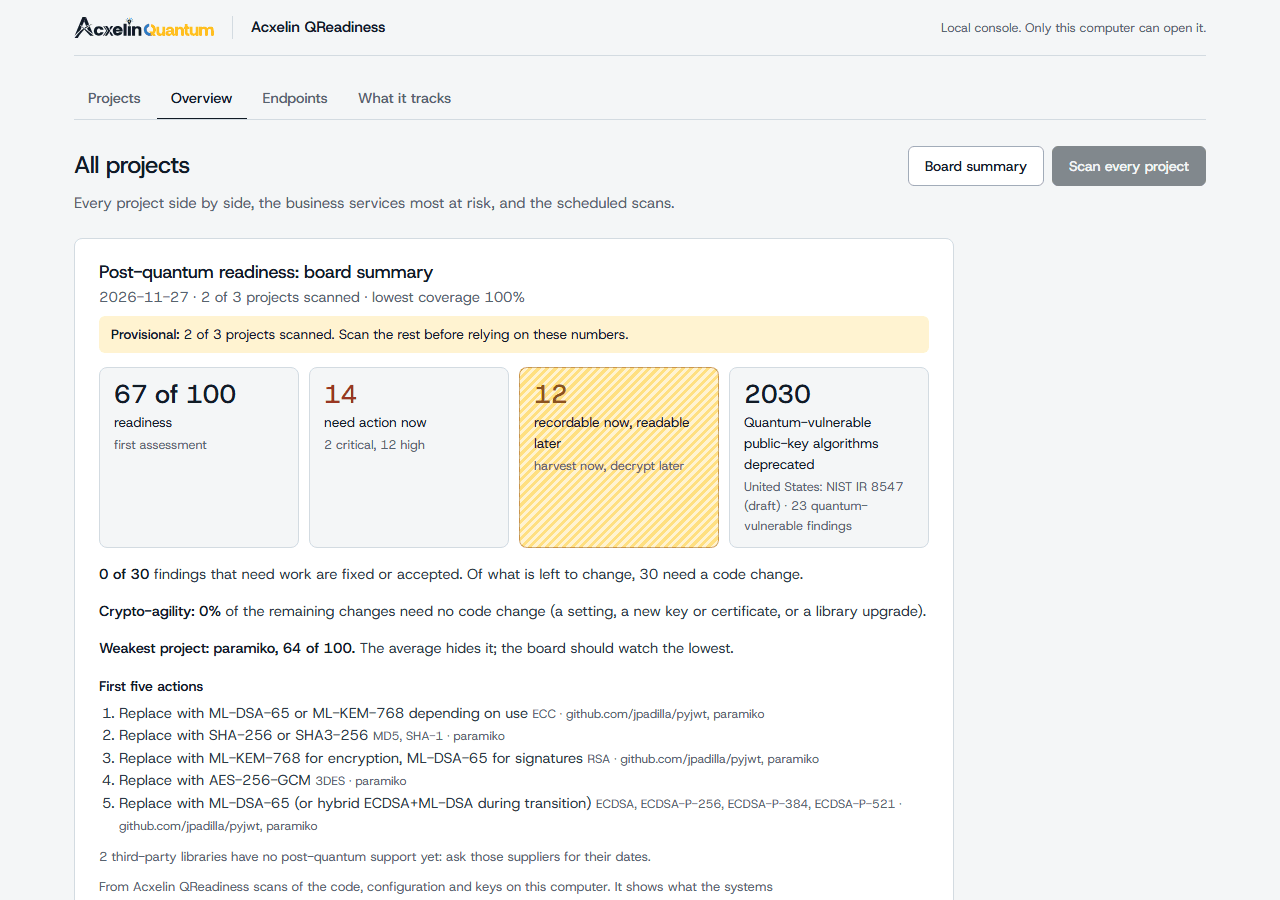 Acxelin Quantum
Acxelin QReadiness
Local console. Only this computer can open it.
Projects
Overview
Endpoints
What it tracks
All projects
Board summary
Scan every project
Every project side by side, the business services most at risk, and the scheduled scans.
Post-quantum readiness: board summary
2026-11-27 · 2 of 3 projects scanned · lowest coverage 100%
Provisional: 2 of 3 projects scanned. Scan the rest before relying on these numbers.
67 of 100
readiness
first assessment
14
need action now
2 critical, 12 high
12
recordable now, readable
later
harvest now, decrypt later
2030
Quantum-vulnerable
public-key algorithms
deprecated
United States: NIST IR 8547
(draft) · 23 quantum-
vulnerable findings
0 of 30 findings that need work are fixed or accepted. Of what is left to change, 30 need a code change.
Crypto-agility: 0% of the remaining changes need no code change (a setting, a new key or certificate, or a library upgrade).
Weakest project: paramiko, 64 of 100. The average hides it; the board should watch the lowest.
First five actions
1. Replace with ML-DSA-65 or ML-KEM-768 depending on use ECC · github.com/jpadilla/pyjwt, paramiko
2. Replace with SHA-256 or SHA3-256 MD5, SHA-1 · paramiko
3. Replace with ML-KEM-768 for encryption, ML-DSA-65 for signatures RSA · github.com/jpadilla/pyjwt, paramiko
4. Replace with AES-256-GCM 3DES · paramiko
5. Replace with ML-DSA-65 (or hybrid ECDSA+ML-DSA during transition) ECDSA, ECDSA-P-256, ECDSA-P-384, ECDSA-P-521 ·
github.com/jpadilla/pyjwt, paramiko
2 third-party libraries have no post-quantum support yet: ask those suppliers for their dates.
From Acxelin QReadiness scans of the code, configuration and keys on this computer. It shows what the systems